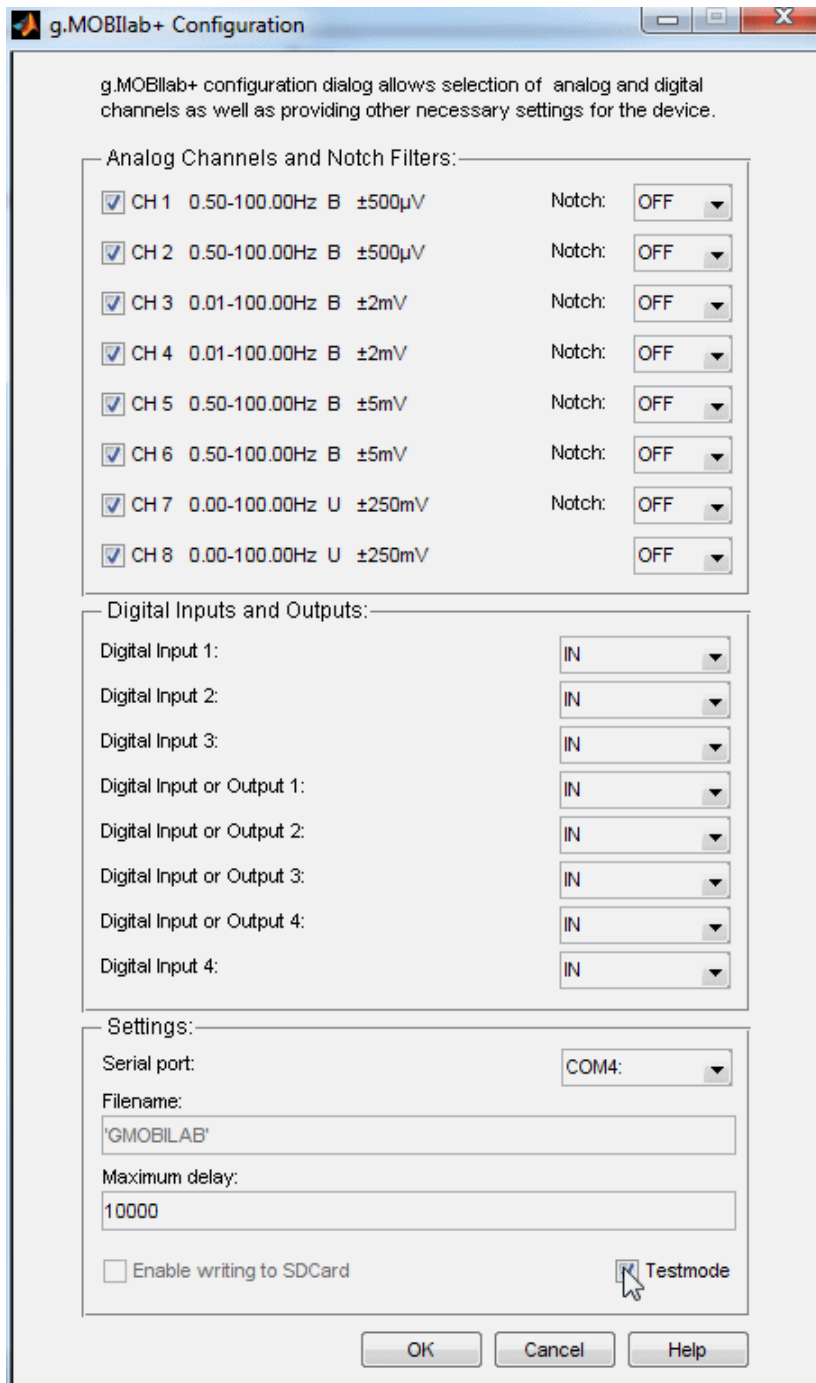 g.MOBIlab+ Configuration
g.MOBIlab+ configuration dialog allows selection of analog and digital
channels as well as providing other necessary settings for the device.
Analog Channels and Notch Filters:
CH 1 0.50-100.00Hz B ±500µV Notch: OFF
CH 2 0.50-100.00Hz B ±500µV Notch: OFF
CH 3 0.01-100.00Hz B ±2mV Notch: OFF
CH 4 0.01-100.00Hz B ±2mV Notch: OFF
CH 5 0.50-100.00Hz B ±5mV Notch: OFF
CH 6 0.50-100.00Hz B ±5mV Notch: OFF
CH 7 0.00-100.00Hz U ±250mV Notch: OFF
CH 8 0.00-100.00Hz U ±250mV OFF
Digital Inputs and Outputs:
Digital Input 1: IN
Digital Input 2: IN
Digital Input 3: IN
Digital Input or Output 1: IN
Digital Input or Output 2: IN
Digital Input or Output 3: IN
Digital Input or Output 4: IN
Digital Input 4: IN
Settings:
Serial port: COM4:
Filename:
'GMOBILAB'
Maximum delay:
10000
Enable writing to SDCard Testmode
OK Cancel Help